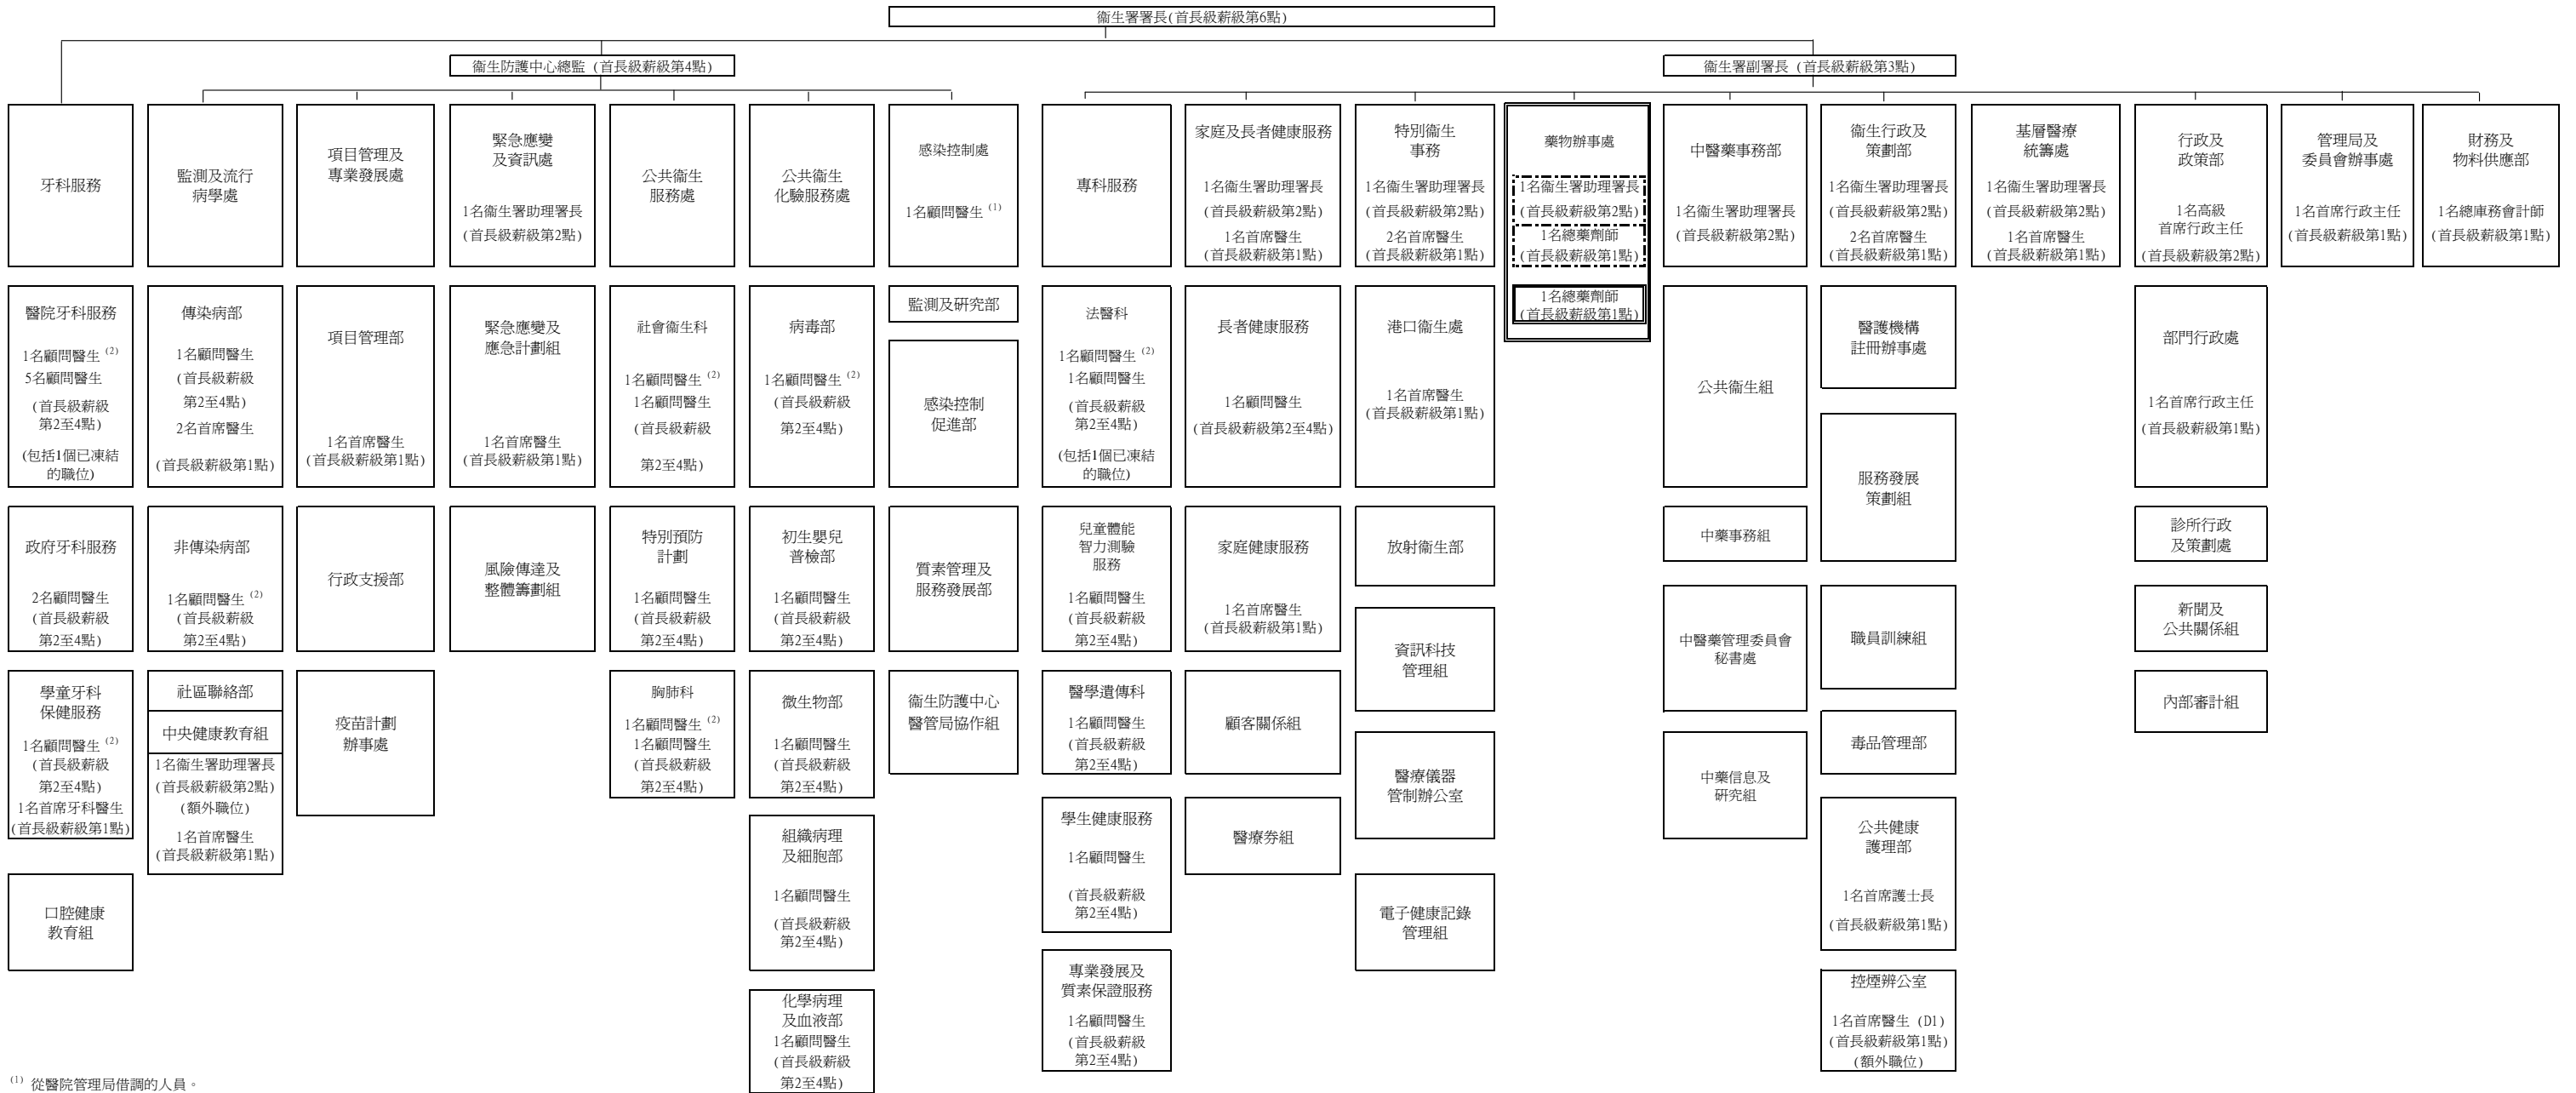 衞生署署長(首長級薪級第6點)
衞生防護中心總監 (首長級薪級第4點)
衞生署副署長 (首長級薪級第3點)
牙科服務
醫院牙科服務
1名顧問醫生 (2)
5名顧問醫生
(首長級薪級
第2至4點)
(包括1個已凍結
的職位)
政府牙科服務
2名顧問醫生
(首長級薪級
第2至4點)
學童牙科
保健服務
1名顧問醫生 (2)
(首長級薪級
第2至4點)
1名首席牙科醫生
(首長級薪級第1點)
口腔健康
教育組
監測及流行
病學處
傳染病部
1名顧問醫生
(首長級薪級
第2至4點)
2名首席醫生
(首長級薪級第1點)
非傳染病部
1名顧問醫生 (2)
(首長級薪級
第2至4點)
社區聯絡部
中央健康教育組
1名衞生署助理署長
(首長級薪級第2點)
(額外職位)
1名首席醫生
(首長級薪級第1點)
項目管理及
專業發展處
項目管理部
1名首席醫生
(首長級薪級第1點)
行政支援部
疫苗計劃
辦事處
緊急應變
及資訊處
1名衞生署助理署長
(首長級薪級第2點)
緊急應變及
應急計劃組
1名首席醫生
(首長級薪級第1點)
風險傳達及
整體籌劃組
公共衞生
服務處
社會衞生科
1名顧問醫生 (2)
1名顧問醫生
(首長級薪級
第2至4點)
特別預防
計劃
1名顧問醫生
(首長級薪級
第2至4點)
胸肺科
1名顧問醫生 (2)
1名顧問醫生
(首長級薪級
第2至4點)
公共衞生
化驗服務處
病毒部
1名顧問醫生 (2)
(首長級薪級
第2至4點)
初生嬰兒
普檢部
1名顧問醫生
(首長級薪級
第2至4點)
微生物部
1名顧問醫生
(首長級薪級
第2至4點)
組織病理
及細胞部
1名顧問醫生
(首長級薪級
第2至4點)
化學病理
及血液部
1名顧問醫生
(首長級薪級
第2至4點)
感染控制處
1名顧問醫生 (1)
監測及研究部
感染控制
促進部
質素管理及
服務發展部
衞生防護中心
醫管局協作組
專科服務
法醫科
1名顧問醫生 (2)
1名顧問醫生
(首長級薪級
第2至4點)
(包括1個已凍結
的職位)
兒童體能
智力測驗
服務
1名顧問醫生
(首長級薪級
第2至4點)
醫學遺傳科
1名顧問醫生
(首長級薪級
第2至4點)
學生健康服務
1名顧問醫生
(首長級薪級
第2至4點)
專業發展及
質素保證服務
1名顧問醫生
(首長級薪級
第2至4點)
家庭及長者健康服務
1名衞生署助理署長
(首長級薪級第2點)
1名首席醫生
(首長級薪級第1點)
長者健康服務
1名顧問醫生
(首長級薪級第2至4點)
家庭健康服務
1名首席醫生
(首長級薪級第1點)
顧客關係組
醫療券組
特別衞生
事務
1名衞生署助理署長
(首長級薪級第2點)
2名首席醫生
(首長級薪級第1點)
港口衞生處
1名首席醫生
(首長級薪級第1點)
放射衞生部
資訊科技
管理組
醫療儀器
管制辦公室
電子健康記錄
管理組
藥物辦事處
1名衞生署助理署長
(首長級薪級第2點)
1名總藥劑師
(首長級薪級第1點)
1名總藥劑師
(首長級薪級第1點)
中醫藥事務部
1名衞生署助理署長
(首長級薪級第2點)
公共衞生組
中藥事務組
中醫藥管理委員會
秘書處
中藥信息及
研究組
衞生行政及
策劃部
1名衞生署助理署長
(首長級薪級第2點)
2名首席醫生
(首長級薪級第1點)
醫護機構
註冊辦事處
服務發展
策劃組
職員訓練組
毒品管理部
公共健康
護理部
1名首席護士長
(首長級薪級第1點)
控煙辨公室
1名首席醫生 (D1)
(首長級薪級第1點)
(額外職位)
基層醫療
統籌處
1名衞生署助理署長
(首長級薪級第2點)
1名首席醫生
(首長級薪級第1點)
行政及
政策部
1名高級
首席行政主任
(首長級薪級第2點)
部門行政處
1名首席行政主任
(首長級薪級第1點)
診所行政
及策劃處
新聞及
公共關係組
內部審計組
管理局及
委員會辦事處
1名首席行政主任
(首長級薪級第1點)
財務及
物料供應部
1名總庫務會計師
(首長級薪級第1點)
(1) 從醫院管理局借調的人員。